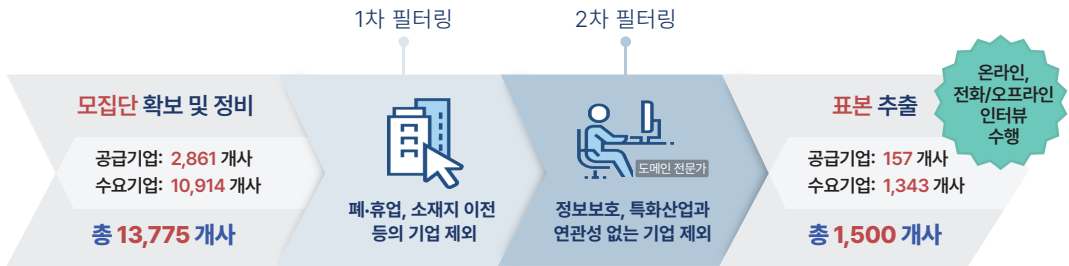 1차 필터링
2차 필터링
모집단 확보 및 정비
공급기업: 2,861 개사
수요기업: 10,914 개사
총 13,775 개사
폐·휴업, 소재지 이전
등의 기업 제외
도메인 전문가
정보보호, 특화산업과
연관성 없는 기업 제외
표본 추출
공급기업: 157 개사
수요기업: 1,343 개사
총 1,500 개사
온라인,
전화/오프라인
인터뷰
수행